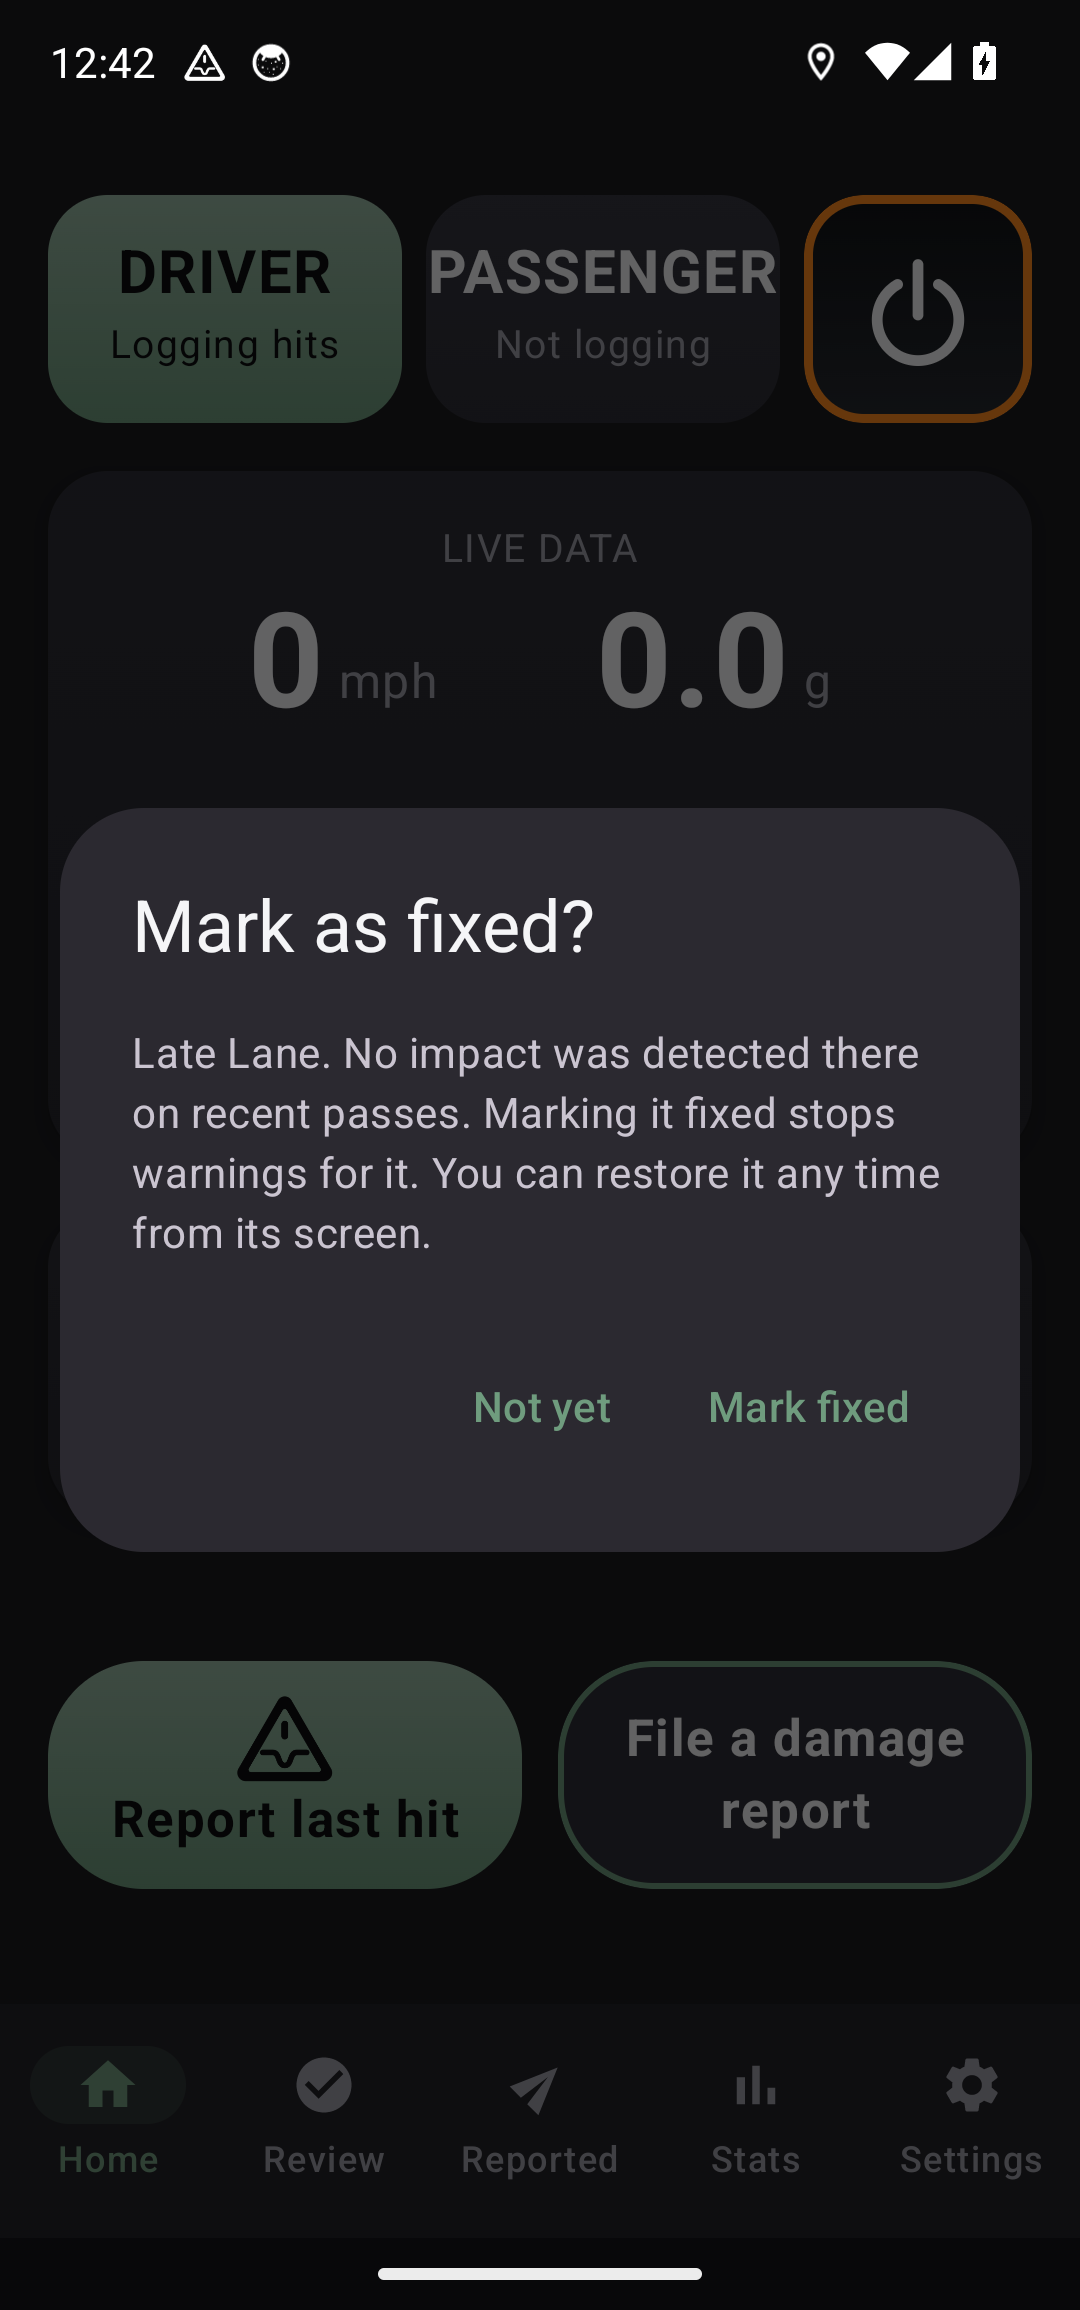 12:42
DRIVER
Logging hits
PASSENGER
Not logging
LIVE DATA
0 mph
0.0 g
Mark as fixed?
Late Lane. No impact was detected there
on recent passes. Marking it fixed stops
warnings for it. You can restore it any time
from its screen.
Not yet
Mark fixed
Report last hit
File a damage
report
Home
Review
Reported
Stats
Settings